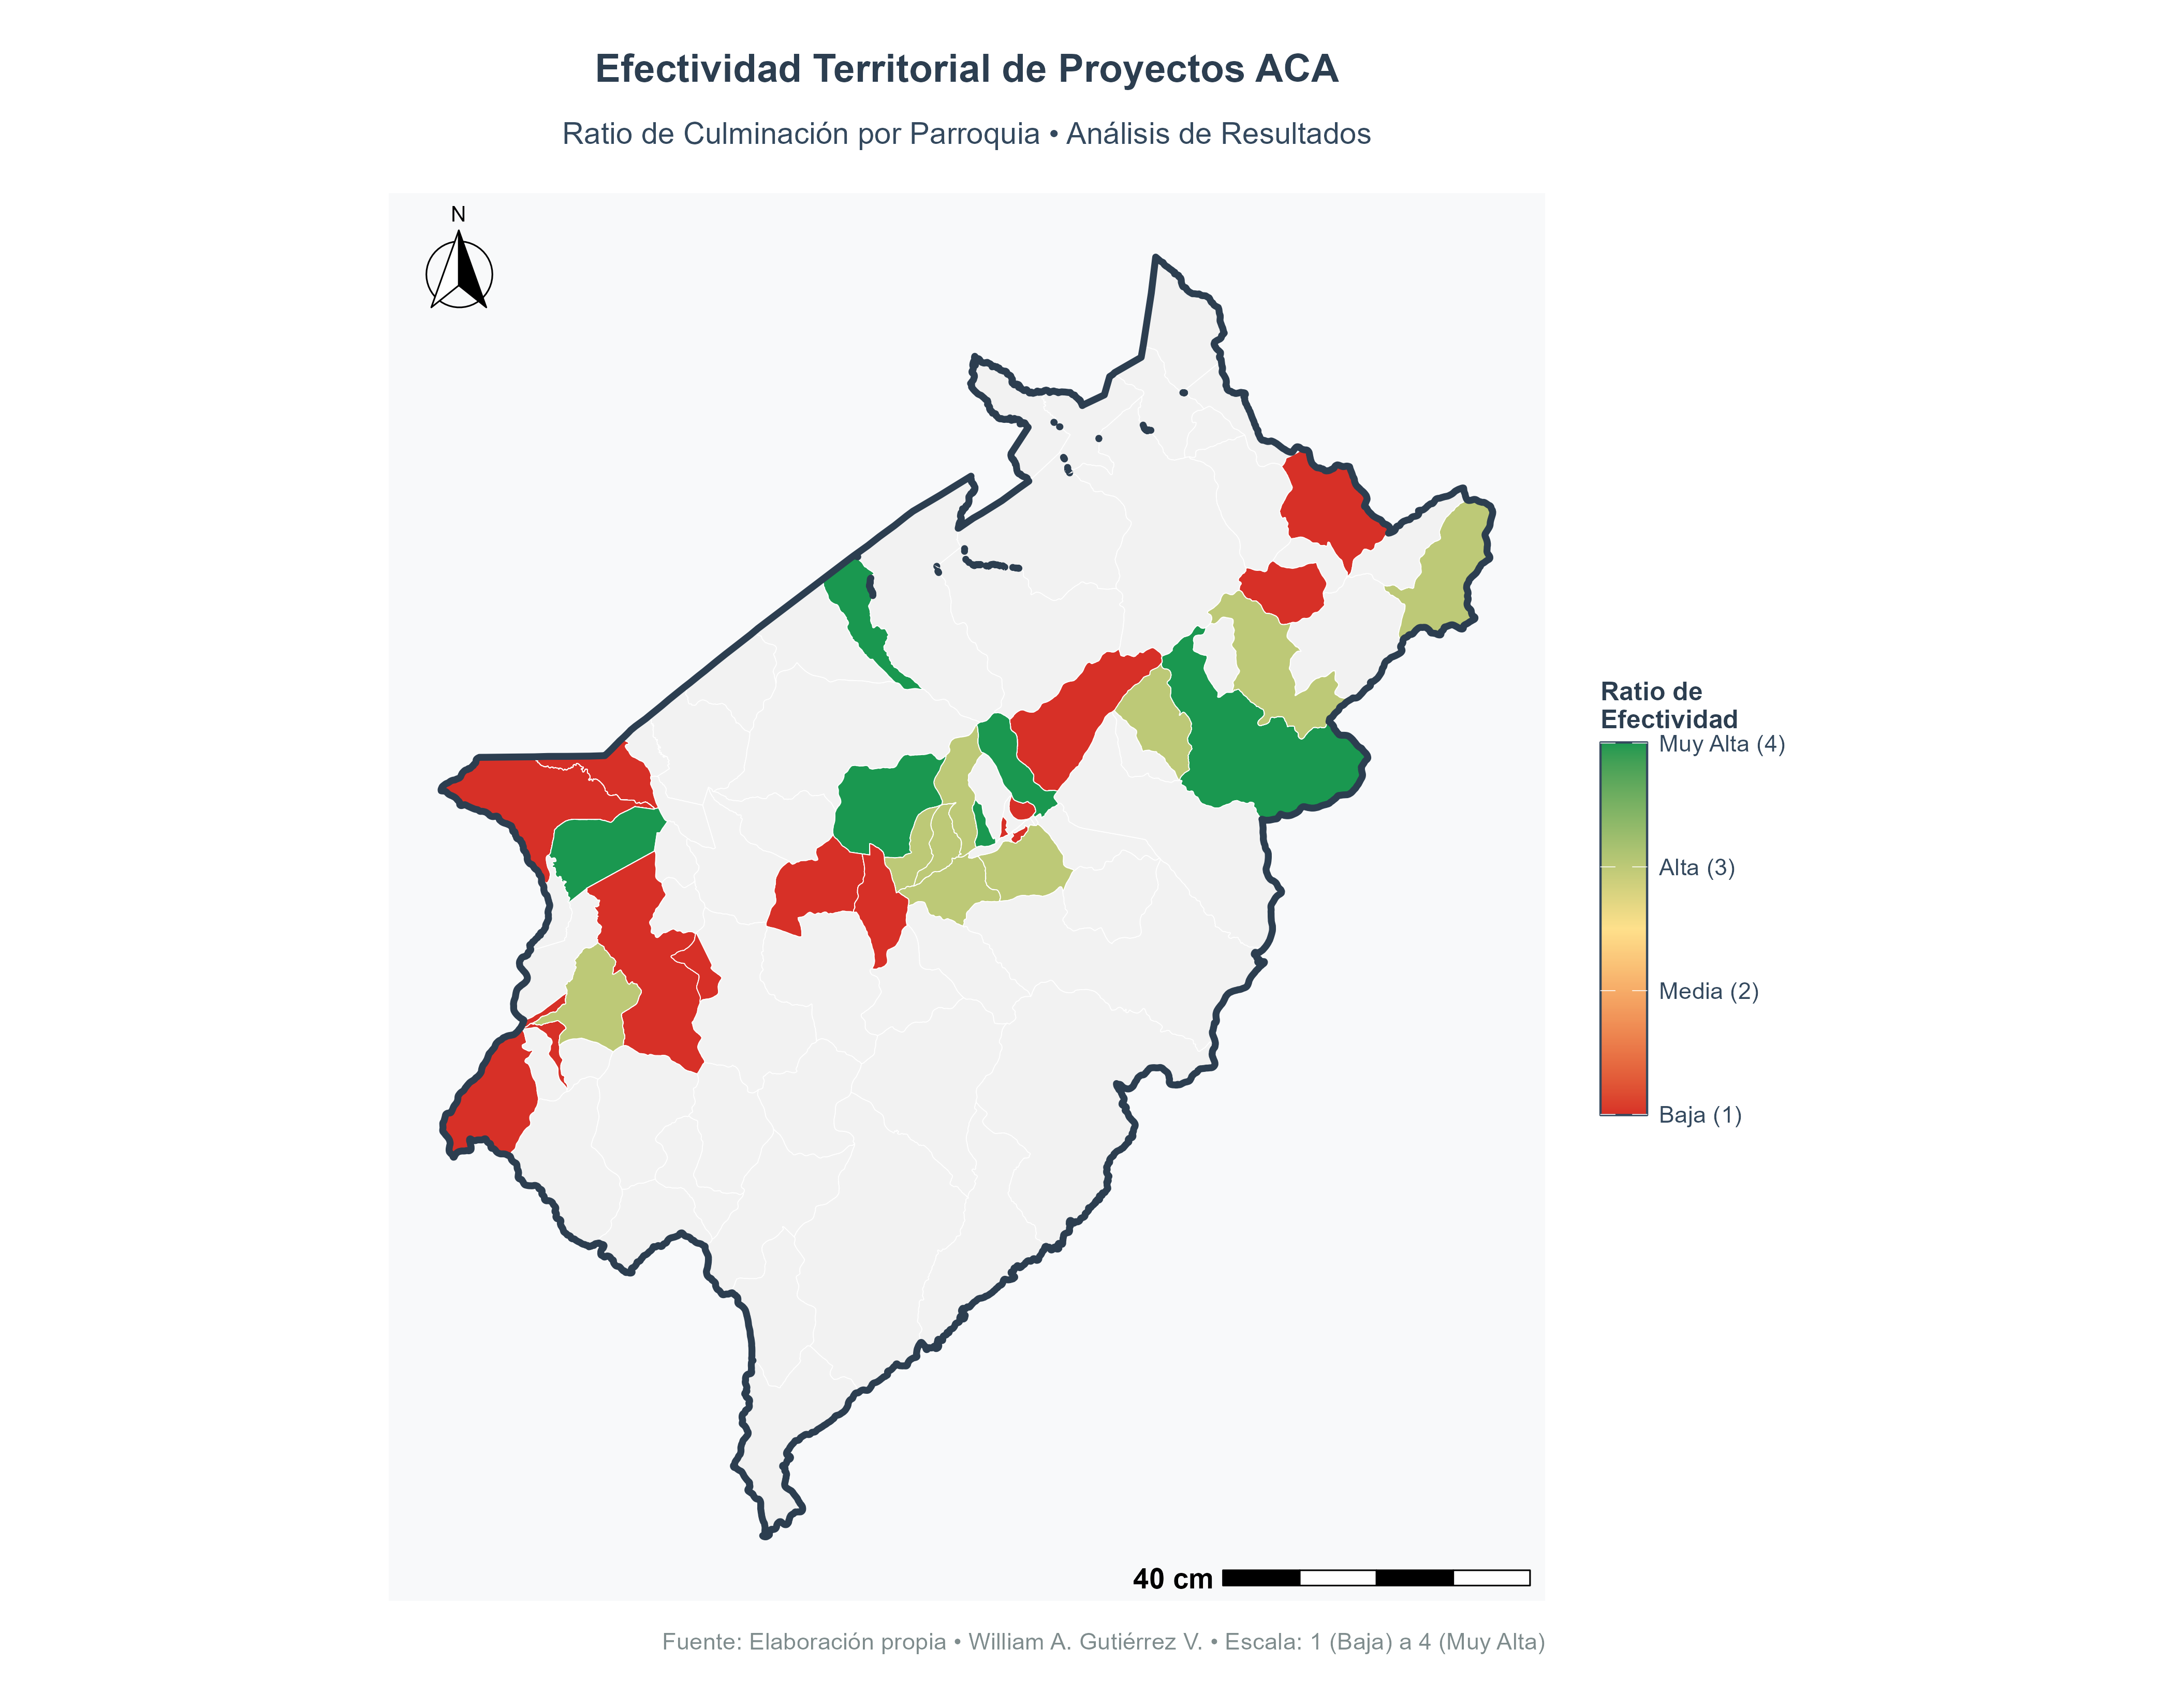 Efectividad Territorial de Proyectos ACA
Ratio de Culminación por Parroquia • Análisis de Resultados
N
Ratio de
Efectividad
Muy Alta (4)
Alta (3)
Media (2)
Baja (1)
40 cm
Fuente: Elaboración propia • William A. Gutiérrez V. • Escala: 1 (Baja) a 4 (Muy Alta)